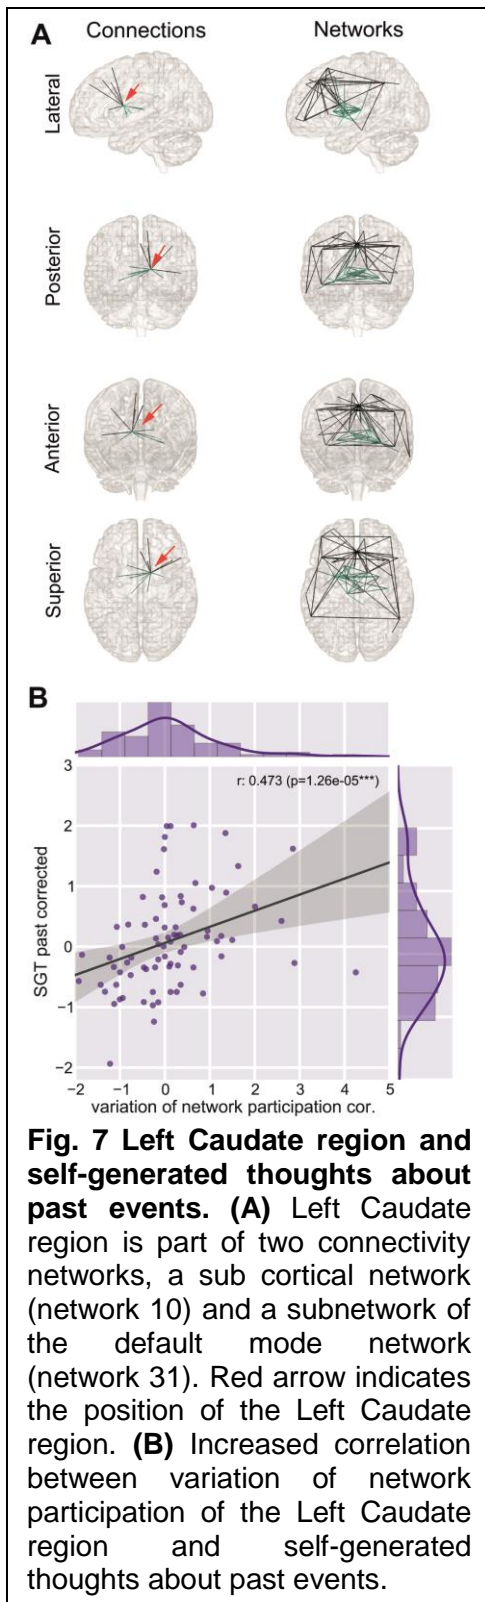 A
Connections
Networks
Lateral
Posterior
Anterior
Superior
B
r: 0.473 (p=1.26e-05***)
3
2
1
0
−1
−2
SGT past corrected
−2 −1 0 1 2 3 4 5
variation of network participation cor.
Fig. 7 Left Caudate region and
self-generated thoughts about
past events. (A) Left Caudate
region is part of two connectivity
networks, a sub cortical network
(network 10) and a subnetwork of
the default mode network
(network 31). Red arrow indicates
the position of the Left Caudate
region. (B) Increased correlation
between variation of network
participation of the Left Caudate
region and self-generated
thoughts about past events.